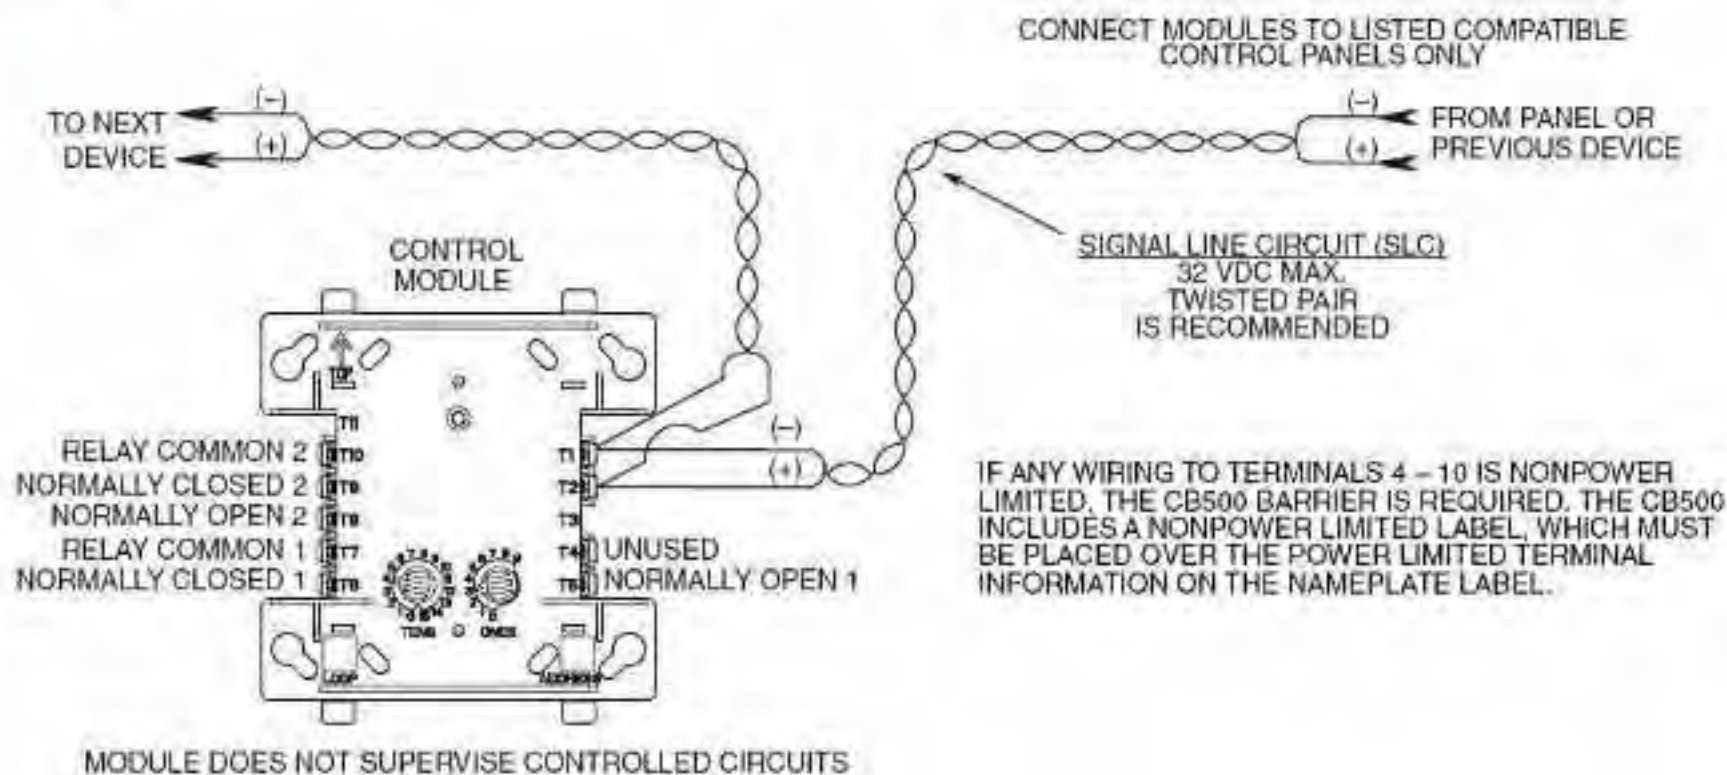 CONNECT MODULES TO LISTED COMPATIBLE
CONTROL PANELS ONLY
(–)
TO NEXT
DEVICE
(+)
(–)
FROM PANEL OR
PREVIOUS DEVICE
(+)
SIGNAL LINE CIRCUIT (SLC)
32 VDC MAX.
TWISTED PAIR
IS RECOMMENDED
CONTROL
MODULE
TOP
T11
RELAY COMMON 2
T10
NORMALLY CLOSED 2
T9
NORMALLY OPEN 2
T8
RELAY COMMON 1
T7
NORMALLY CLOSED 1
T6
T1
(–)
T2
(+)
T3
T4
UNUSED
T5
NORMALLY OPEN 1
TENS
ONES
LOOP
ADDRESS
IF ANY WIRING TO TERMINALS 4 – 10 IS NONPOWER
LIMITED, THE CB500 BARRIER IS REQUIRED. THE CB500
INCLUDES A NONPOWER LIMITED LABEL, WHICH MUST
BE PLACED OVER THE POWER LIMITED TERMINAL
INFORMATION ON THE NAMEPLATE LABEL.
MODULE DOES NOT SUPERVISE CONTROLLED CIRCUITS